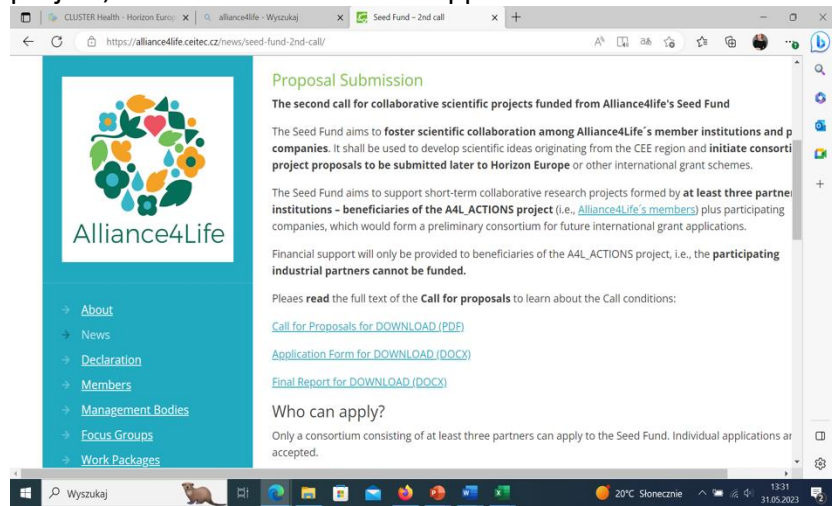 CLUSTER Health - Horizon Europ
alliance4life - Wyszukaj
Seed Fund – 2nd call
https://alliance4life.ceitec.cz/news/seed-fund-2nd-call/
Alliance4Life
About
News
Declaration
Members
Management Bodies
Focus Groups
Work Packages
Proposal Submission
The second call for collaborative scientific projects funded from Alliance4life's Seed Fund
The Seed Fund aims to foster scientific collaboration among Alliance4Life´s member institutions and p
companies. It shall be used to develop scientific ideas originating from the CEE region and initiate consorti
project proposals to be submitted later to Horizon Europe or other international grant schemes.
The Seed Fund aims to support short-term collaborative research projects formed by at least three partner
institutions – beneficiaries of the A4L_ACTIONS project (i.e., Alliance4Life´s members) plus participating
companies, which would form a preliminary consortium for future international grant applications.
Financial support will only be provided to beneficiaries of the A4L_ACTIONS project, i.e., the participating
industrial partners cannot be funded.
Pleaes read the full text of the Call for proposals to learn about the Call conditions:
Call for Proposals for DOWNLOAD (PDF)
Application Form for DOWNLOAD (DOCX)
Final Report for DOWNLOAD (DOCX)
Who can apply?
Only a consortium consisting of at least three partners can apply to the Seed Fund. Individual applications ar
accepted.
Wyszukaj
20°C Słonecznie
13:31
31.05.2023